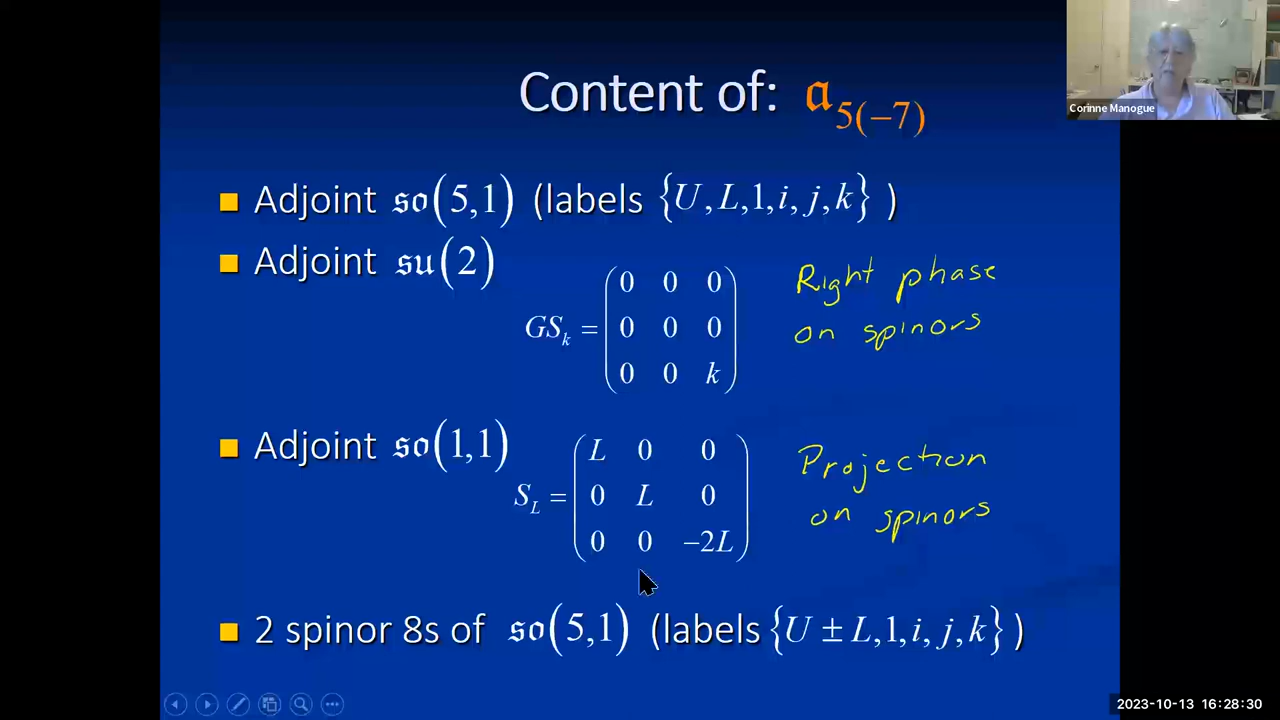 Content of: 𝔞5(−7)
Corinne Manogue
■ Adjoint 𝔰𝔬(5,1) (labels {U, L, 1, i, j, k} )
■ Adjoint 𝔰𝔲(2)
GS_k = ( 0 0 0
0 0 0
0 0 k )
Right phase
on spinors
■ Adjoint 𝔰𝔬(1,1)
S_L = ( L 0 0
0 L 0
0 0 −2L )
Projection
on spinors
■ 2 spinor 8s of 𝔰𝔬(5,1) (labels {U ± L, 1, i, j, k} )
2023-10-13 16:28:30